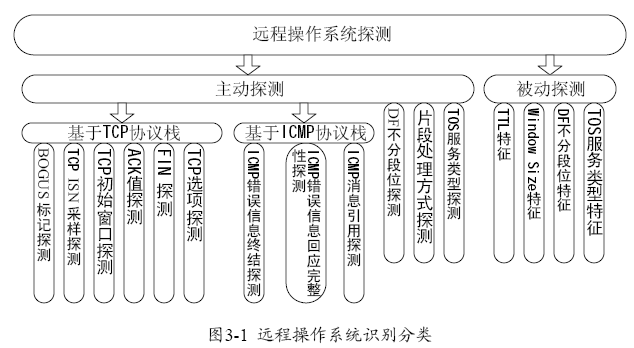 远程操作系统探测
主动探测
被动探测
基于TCP协议栈
基于ICMP协议栈
BOGUS标记探测
TCP ISN采样探测
TCP初始窗口探测
ACK值探测
FIN 探测
TCP选项探测
ICMP错误信息终结探测
ICMP错误信息回应完整
性探测
ICMP消息引用探测
DF不分段位探测
片段处理方式探测
TOS服务类型探测
TTL特征
Window Size特征
DF不分段位特征
TOS服务类型特征
图3-1 远程操作系统识别分类